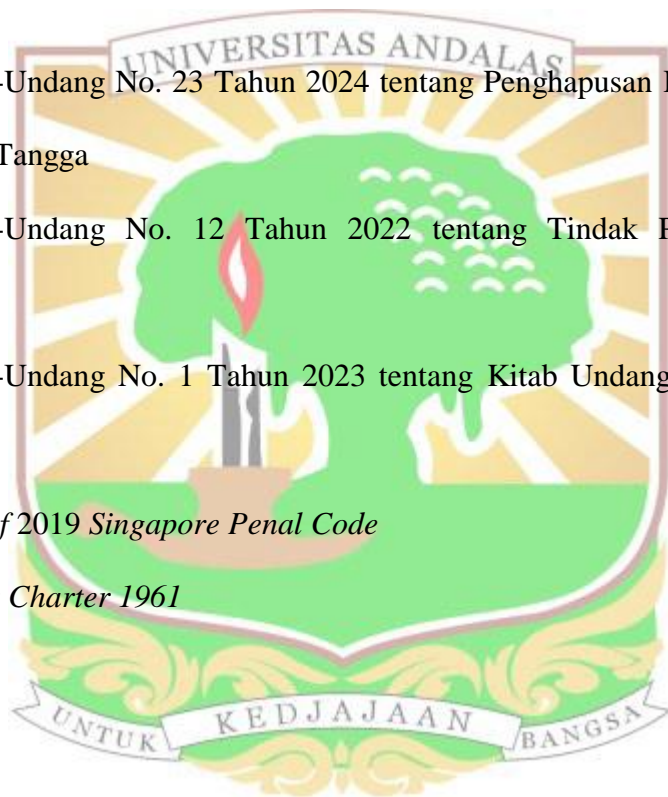 UNIVERSITAS ANDALAS
-Undang No. 23 Tahun 2024 tentang Penghapusan
Tangga
-Undang No. 12 Tahun 2022 tentang Tindak
-Undang No. 1 Tahun 2023 tentang Kitab Undang
2019 Singapore Penal Code
Charter 1961
UNTUK KEDJAJAAN BANGSA